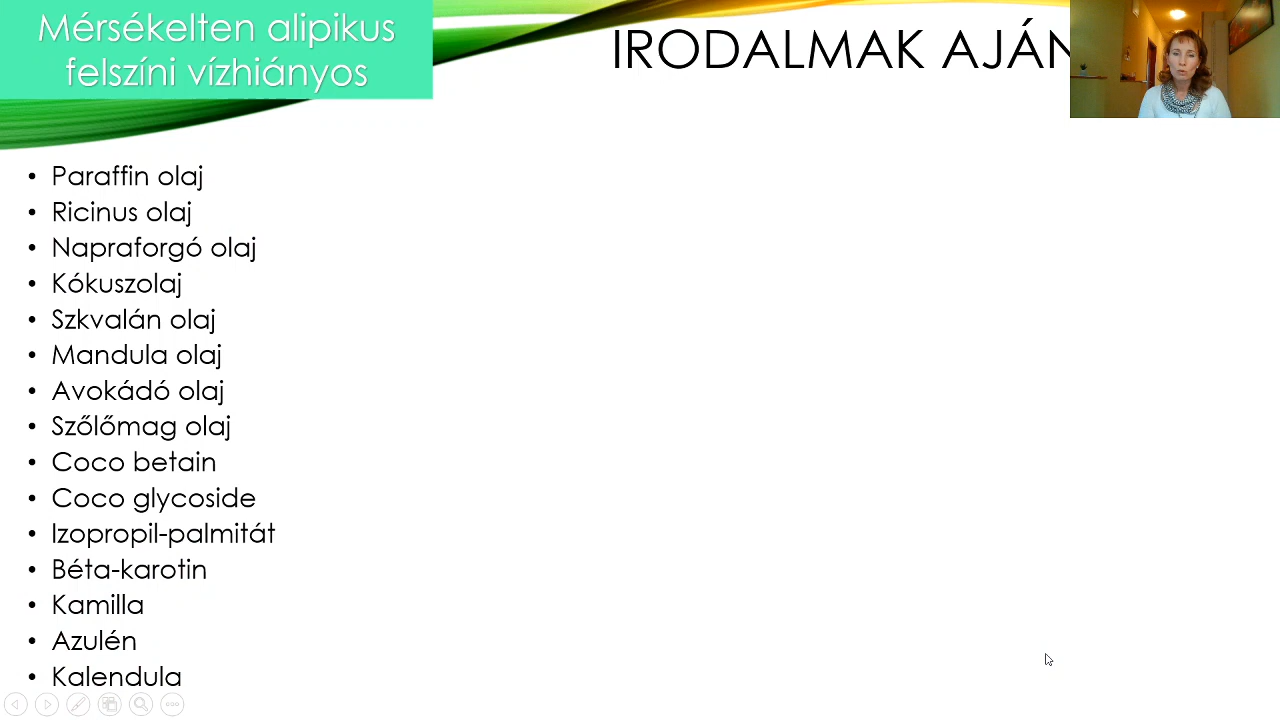 Mérsékelten alipikus
felszíni vízhiányos
IRODALMAK AJÁN
Paraffin olaj
Ricinus olaj
Napraforgó olaj
Kókuszolaj
Szkvalán olaj
Mandula olaj
Avokádó olaj
Szőlőmag olaj
Coco betain
Coco glycoside
Izopropil-palmitát
Béta-karotin
Kamilla
Azulén
Kalendula